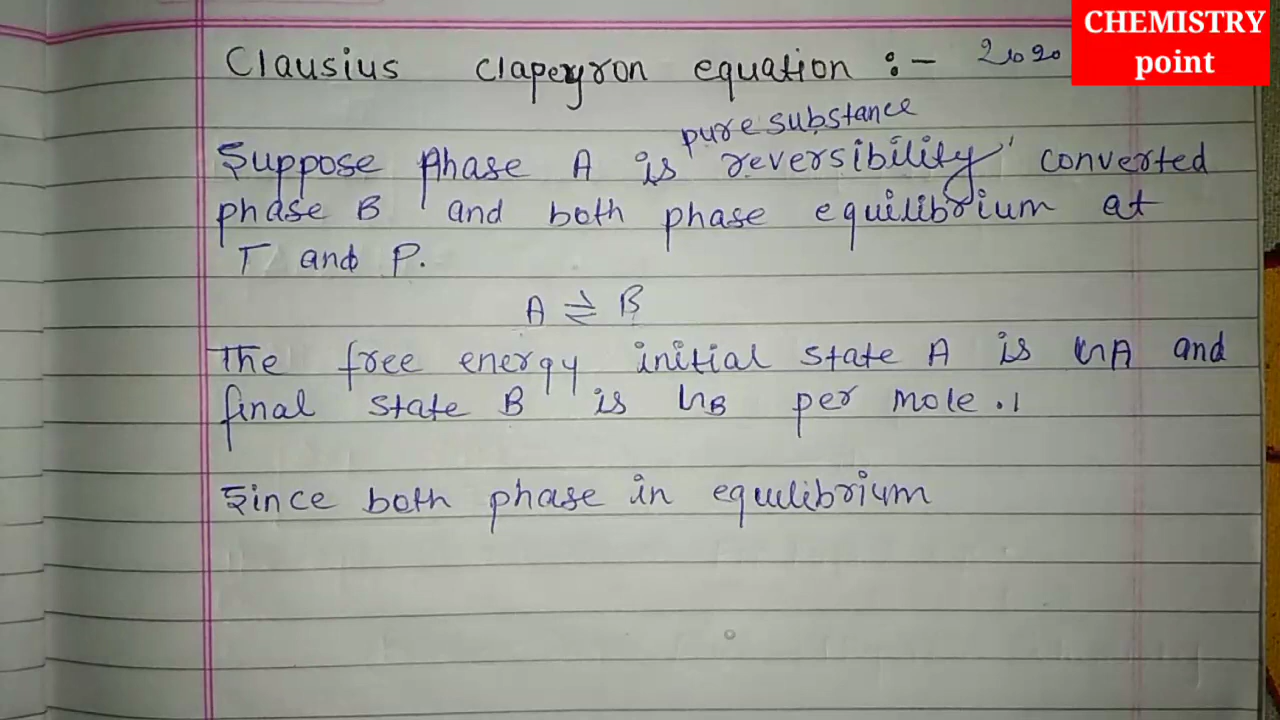 CHEMISTRY
point
Clausius clapeyron equation :- 2020
pure substance
Suppose phase A is reversibility converted
phase B and both phase equilibrium at
T and P.
A ⇌ B
The free energy initial state A is GA and
final state B is GB per mole.
Since both phase in equilibrium